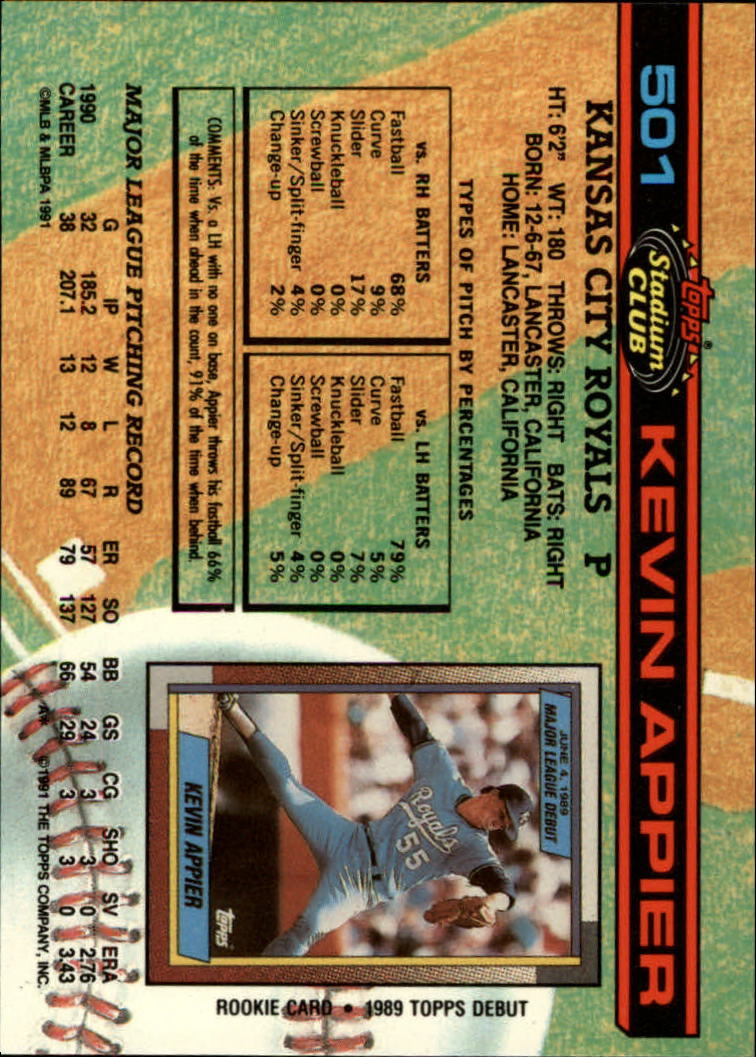 501
topps®
Stadium
CLUB
KEVIN APPIER
KANSAS CITY ROYALS P
HT: 6'2" WT: 180 THROWS: RIGHT BATS: RIGHT
BORN: 12-6-67, LANCASTER, CALIFORNIA
HOME: LANCASTER, CALIFORNIA
TYPES OF PITCH BY PERCENTAGES
vs. RH BATTERS
Fastball 68%
Curve 9%
Slider 17%
Knuckleball 0%
Screwball 0%
Sinker/Split-finger 4%
Change-up 2%
vs. LH BATTERS
Fastball 79%
Curve 5%
Slider 7%
Knuckleball 0%
Screwball 0%
Sinker/Split-finger 4%
Change-up 5%
COMMENTS: Vs. a LH with no one on base, Appier throws his fastball 66%
of the time when ahead in the count, 91% of the time when behind.
JUNE 4, 1989
MAJOR LEAGUE DEBUT
Royals
55
KEVIN APPIER
topps
ROOKIE CARD • 1989 TOPPS DEBUT
MAJOR LEAGUE PITCHING RECORD
G IP W L R ER SO BB GS CG SHO SV ERA
1990 32 185.2 12 8 67 57 127 54 24 3 3 0 2.76
CAREER 38 207.1 13 12 89 79 137 66 29 3 3 0 3.43
©MLB & MLBPA 1991
A* ©1991 THE TOPPS COMPANY, INC.